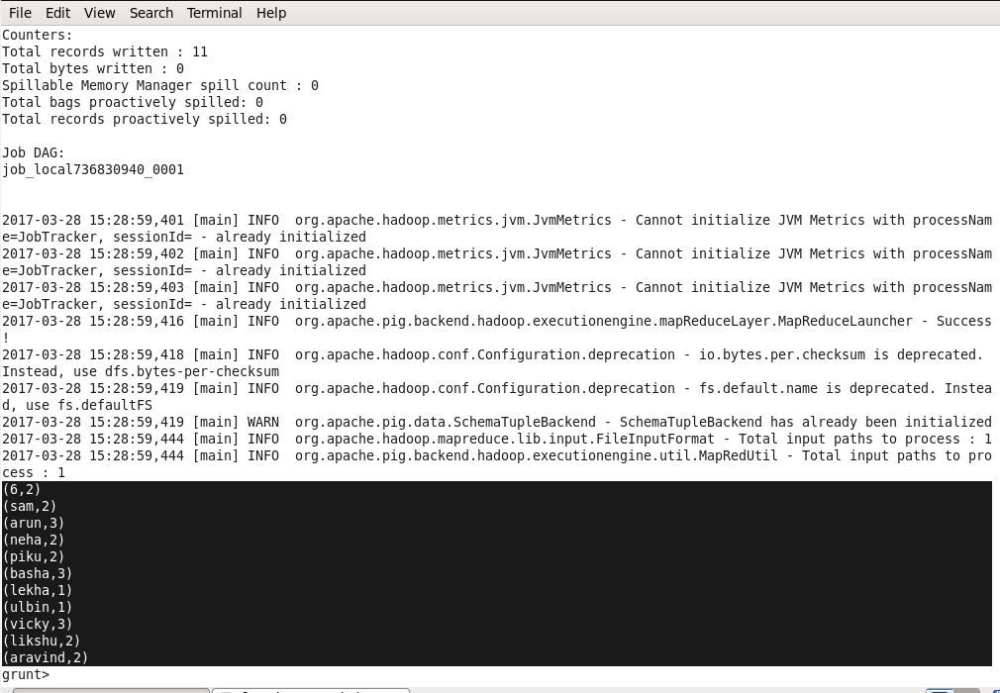 File Edit View Search Terminal Help
Counters:
Total records written : 11
Total bytes written : 0
Spillable Memory Manager spill count : 0
Total bags proactively spilled: 0
Total records proactively spilled: 0
Job DAG:
job_local736830940_0001
2017-03-28 15:28:59,401 [main] INFO  org.apache.hadoop.metrics.jvm.JvmMetrics - Cannot initialize JVM Metrics with processNam
e=JobTracker, sessionId= - already initialized
2017-03-28 15:28:59,402 [main] INFO  org.apache.hadoop.metrics.jvm.JvmMetrics - Cannot initialize JVM Metrics with processNam
e=JobTracker, sessionId= - already initialized
2017-03-28 15:28:59,403 [main] INFO  org.apache.hadoop.metrics.jvm.JvmMetrics - Cannot initialize JVM Metrics with processNam
e=JobTracker, sessionId= - already initialized
2017-03-28 15:28:59,416 [main] INFO  org.apache.pig.backend.hadoop.executionengine.mapReduceLayer.MapReduceLauncher - Success
!
2017-03-28 15:28:59,418 [main] INFO  org.apache.hadoop.conf.Configuration.deprecation - io.bytes.per.checksum is deprecated.
Instead, use dfs.bytes-per-checksum
2017-03-28 15:28:59,419 [main] INFO  org.apache.hadoop.conf.Configuration.deprecation - fs.default.name is deprecated. Instea
d, use fs.defaultFS
2017-03-28 15:28:59,419 [main] WARN  org.apache.pig.data.SchemaTupleBackend - SchemaTupleBackend has already been initialized
2017-03-28 15:28:59,444 [main] INFO  org.apache.hadoop.mapreduce.lib.input.FileInputFormat - Total input paths to process : 1
2017-03-28 15:28:59,444 [main] INFO  org.apache.pig.backend.hadoop.executionengine.util.MapRedUtil - Total input paths to pro
cess : 1
(6,2)
(sam,2)
(arun,3)
(neha,2)
(piku,2)
(basha,3)
(lekha,1)
(ulbin,1)
(vicky,3)
(likshu,2)
(aravind,2)
grunt>